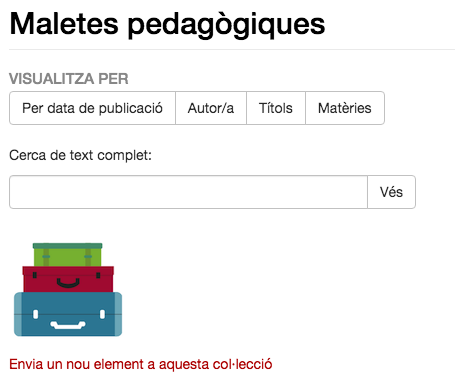 Maletes pedagògiques
VISUALITZA PER
Per data de publicació Autor/a Títols Matèries
Cerca de text complet:
Vés
Envia un nou element a aquesta col·lecció